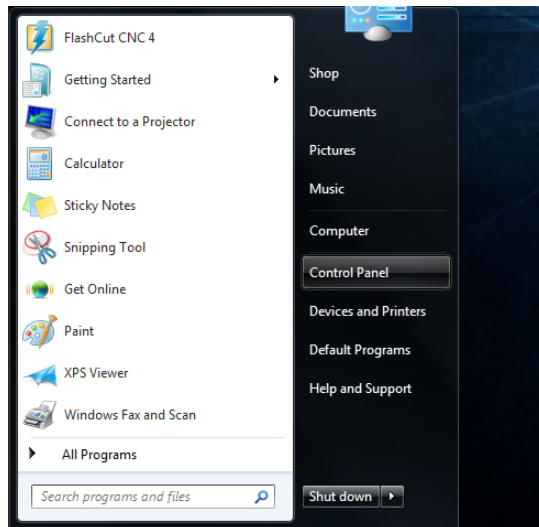 FlashCut CNC 4
Getting Started
Connect to a Projector
Calculator
Sticky Notes
Snipping Tool
Get Online
Paint
XPS Viewer
Windows Fax and Scan
All Programs
Search programs and files
Shop
Documents
Pictures
Music
Computer
Control Panel
Devices and Printers
Default Programs
Help and Support
Shut down